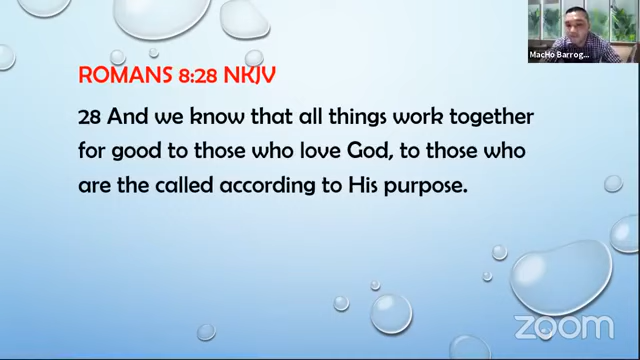 MacHo Barrog...
ROMANS 8:28 NKJV
28 And we know that all things work together
for good to those who love God, to those who
are the called according to His purpose.
zoom